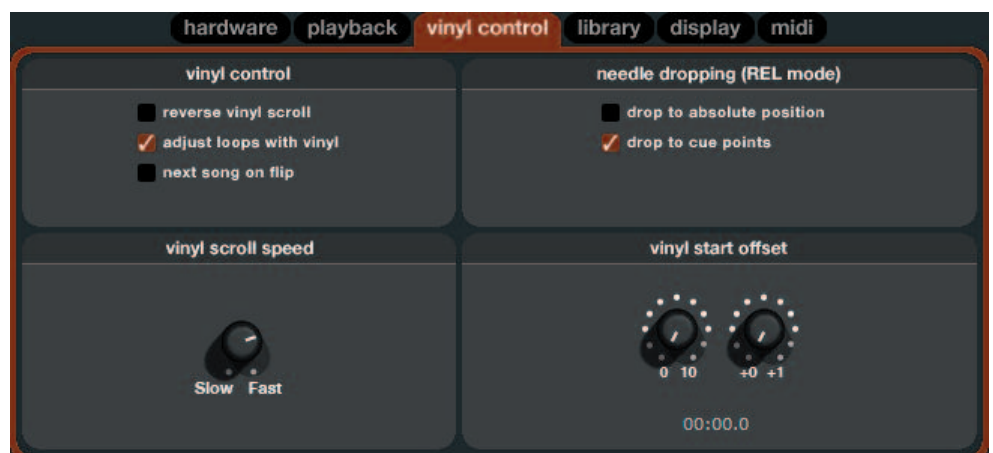 hardware playback vinyl control library display midi
vinyl control
reverse vinyl scroll
adjust loops with vinyl
next song on flip
needle dropping (REL mode)
drop to absolute position
drop to cue points
vinyl scroll speed
Slow Fast
vinyl start offset
0 10 +0 +1
00:00.0